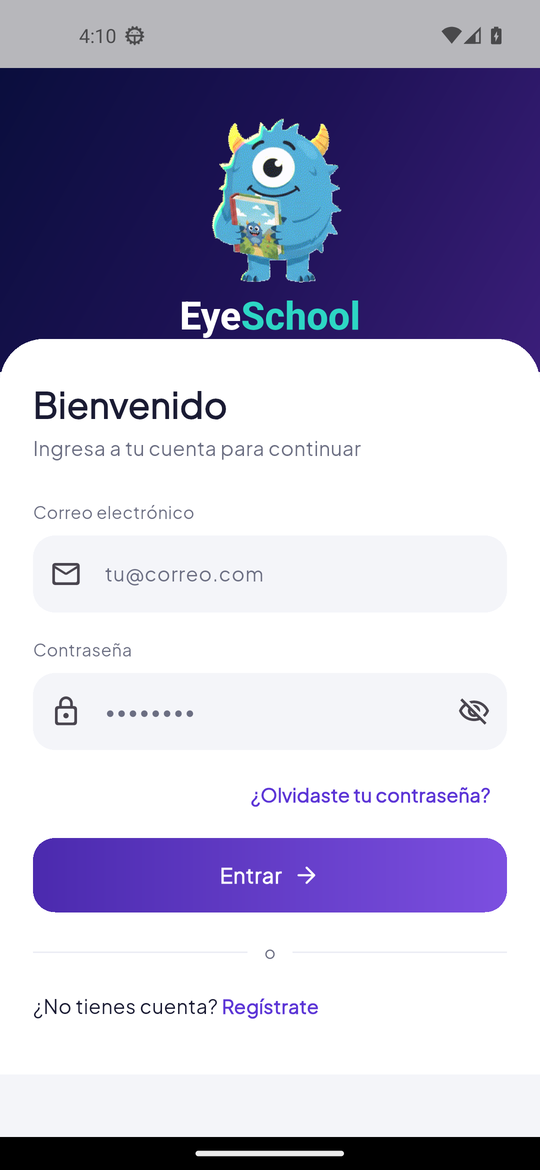 4:10
EyeSchool
Bienvenido
Ingresa a tu cuenta para continuar
Correo electrónico
tu@correo.com
Contraseña
••••••••
¿Olvidaste tu contraseña?
Entrar →
o
¿No tienes cuenta? Regístrate